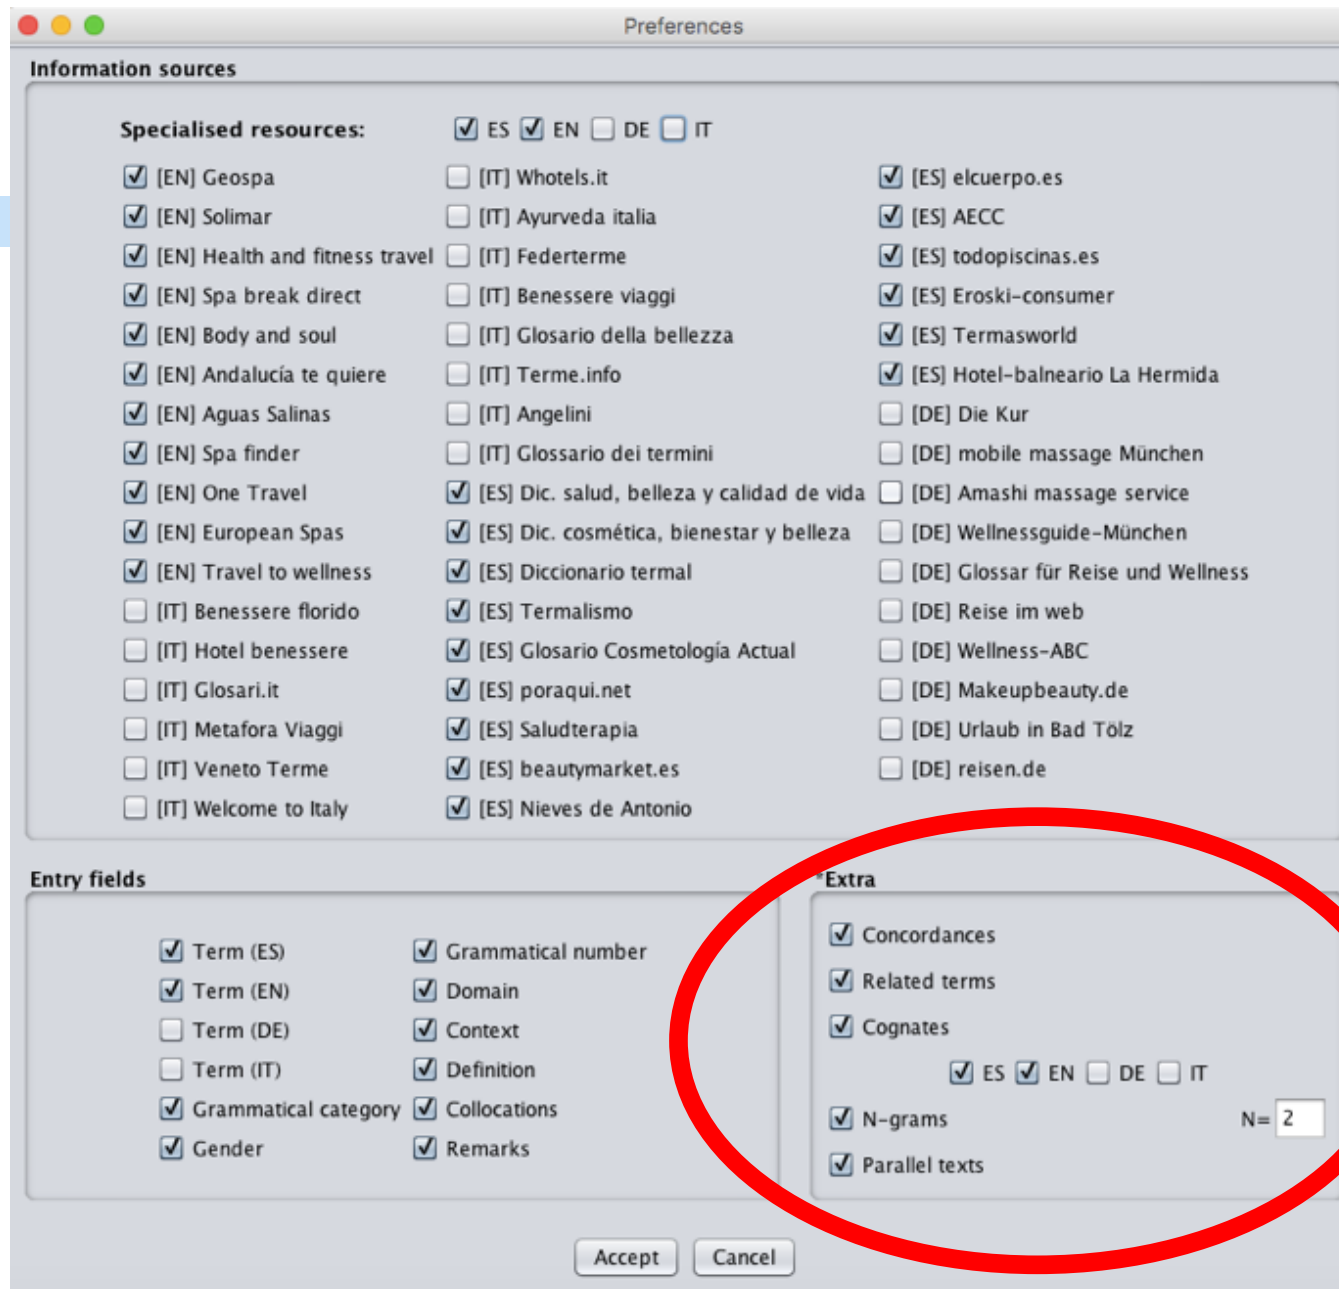 Preferences
Information sources
Specialised resources: ES EN DE IT
[EN] Geospa [IT] Whotels.it [ES] elcuerpo.es
[EN] Solimar [IT] Ayurveda italia [ES] AECC
[EN] Health and fitness travel [IT] Federterme [ES] todopiscinas.es
[EN] Spa break direct [IT] Benessere viaggi [ES] Eroski-consumer
[EN] Body and soul [IT] Glosario della bellezza [ES] Termasworld
[EN] Andalucía te quiere [IT] Terme.info [ES] Hotel-balneario La Hermida
[EN] Aguas Salinas [IT] Angelini [DE] Die Kur
[EN] Spa finder [IT] Glossario dei termini [DE] mobile massage München
[EN] One Travel [ES] Dic. salud, belleza y calidad de vida [DE] Amashi massage service
[EN] European Spas [ES] Dic. cosmética, bienestar y belleza [DE] Wellnessguide-München
[EN] Travel to wellness [ES] Diccionario termal [DE] Glossar für Reise und Wellness
[IT] Benessere florido [ES] Termalismo [DE] Reise im web
[IT] Hotel benessere [ES] Glosario Cosmetología Actual [DE] Wellness-ABC
[IT] Glosari.it [ES] poraqui.net [DE] Makeupbeauty.de
[IT] Metafora Viaggi [ES] Saludterapia [DE] Urlaub in Bad Tölz
[IT] Veneto Terme [ES] beautymarket.es [DE] reisen.de
[IT] Welcome to Italy [ES] Nieves de Antonio
Entry fields
Term (ES) Grammatical number
Term (EN) Domain
Term (DE) Context
Term (IT) Definition
Grammatical category Collocations
Gender Remarks
*Extra
Concordances
Related terms
Cognates
ES EN DE IT
N-grams N= 2
Parallel texts
Accept Cancel